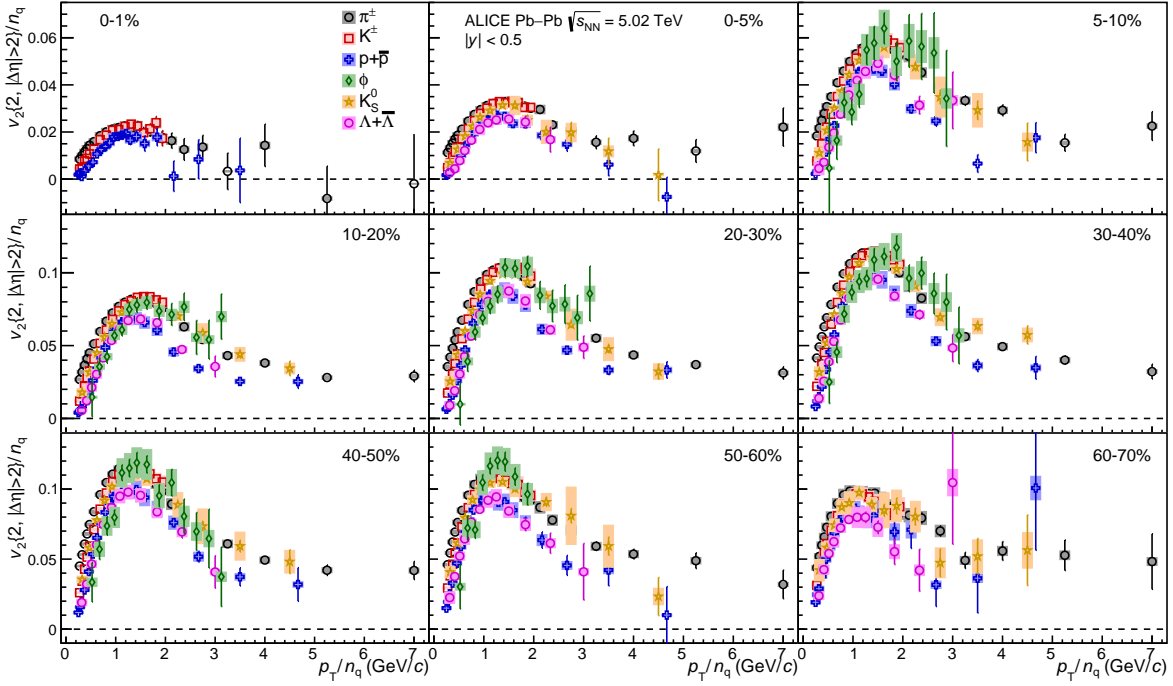 0-1%
π±
K±
p+p̅
ϕ
K⁰S
Λ+Λ̅
ALICE Pb–Pb √sNN = 5.02 TeV
|y| < 0.5
0-5%
5-10%
v2{2, |Δη|>2}/nq
0.06
0.04
0.02
0
10-20%
20-30%
30-40%
v2{2, |Δη|>2}/nq
0.1
0.05
0
40-50%
50-60%
60-70%
v2{2, |Δη|>2}/nq
0.1
0.05
0
0 1 2 3 4 5 6 7
pT/nq (GeV/c)
0 1 2 3 4 5 6 7
pT/nq (GeV/c)
0 1 2 3 4 5 6 7
pT/nq (GeV/c)